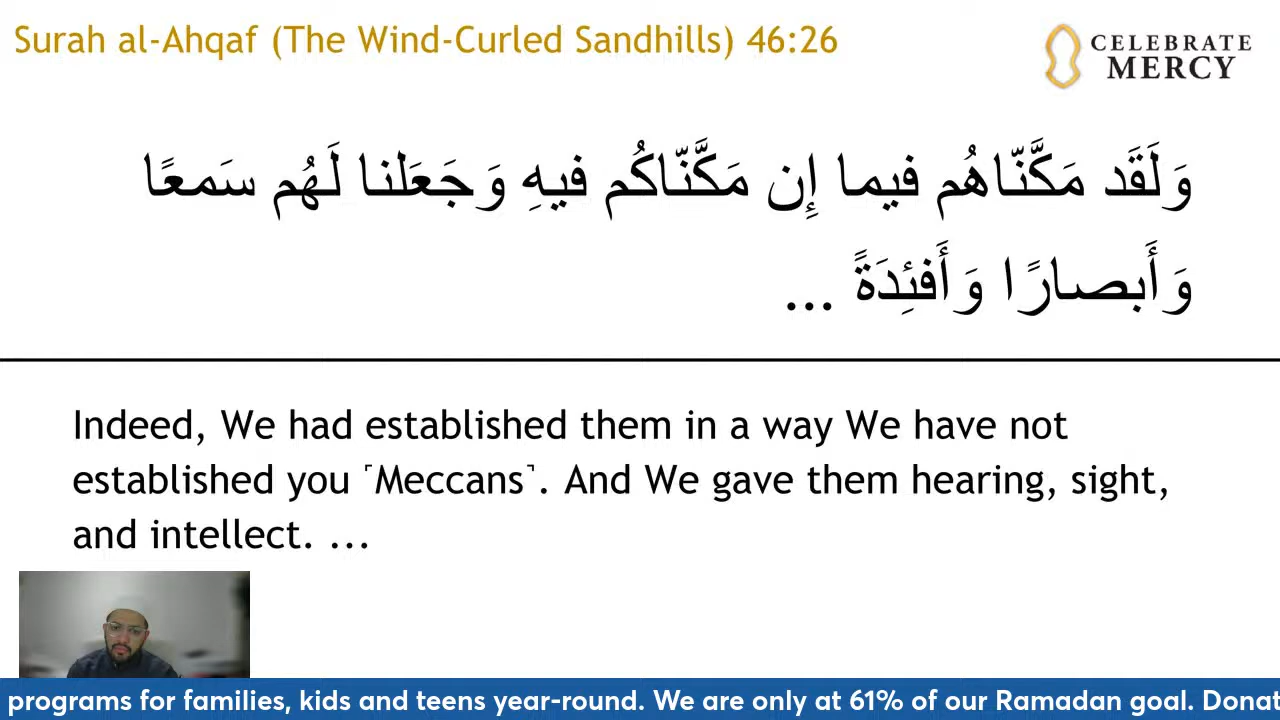 Surah al-Ahqaf (The Wind-Curled Sandhills) 46:26
CELEBRATE
MERCY
وَلَقَد مَكَّنّاهُم فيما إِن مَكَّنّاكُم فيهِ وَجَعَلنا لَهُم سَمعًا
وَأَبصارًا وَأَفئِدَةً ...
Indeed, We had established them in a way We have not
established you ˹Meccans˺. And We gave them hearing, sight,
and intellect. ...
programs for families, kids and teens year-round. We are only at 61% of our Ramadan goal. Donat